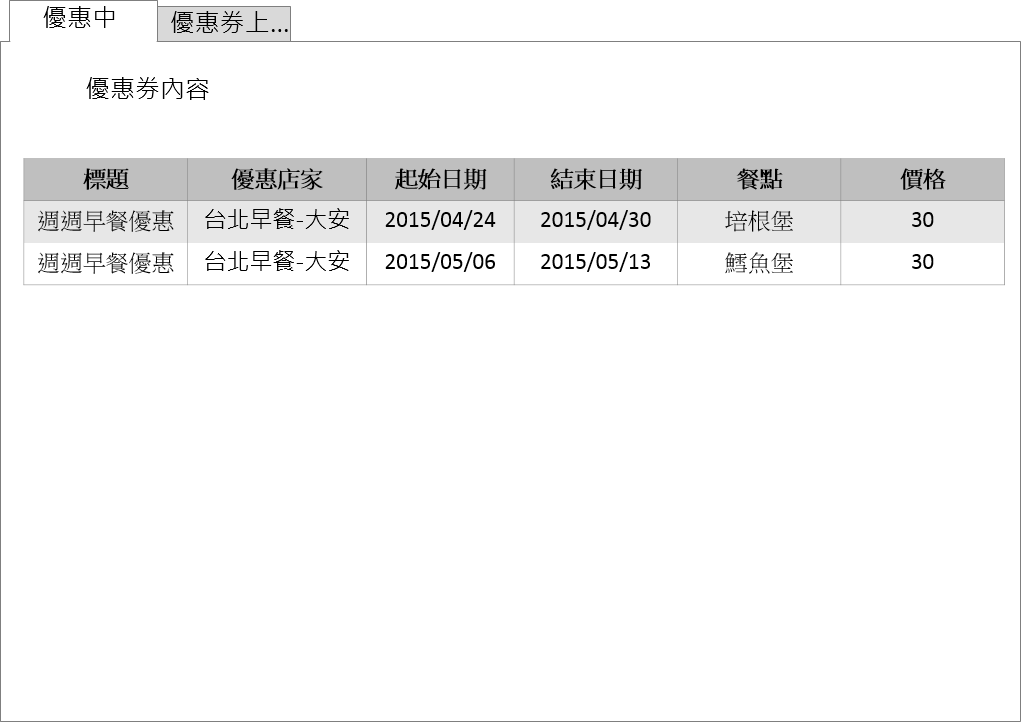 優惠中 優惠券上...
優惠券內容
標題 優惠店家 起始日期 結束日期 餐點 價格
週週早餐優惠 台北早餐-大安 2015/04/24 2015/04/30 培根堡 30
週週早餐優惠 台北早餐-大安 2015/05/06 2015/05/13 鱈魚堡 30